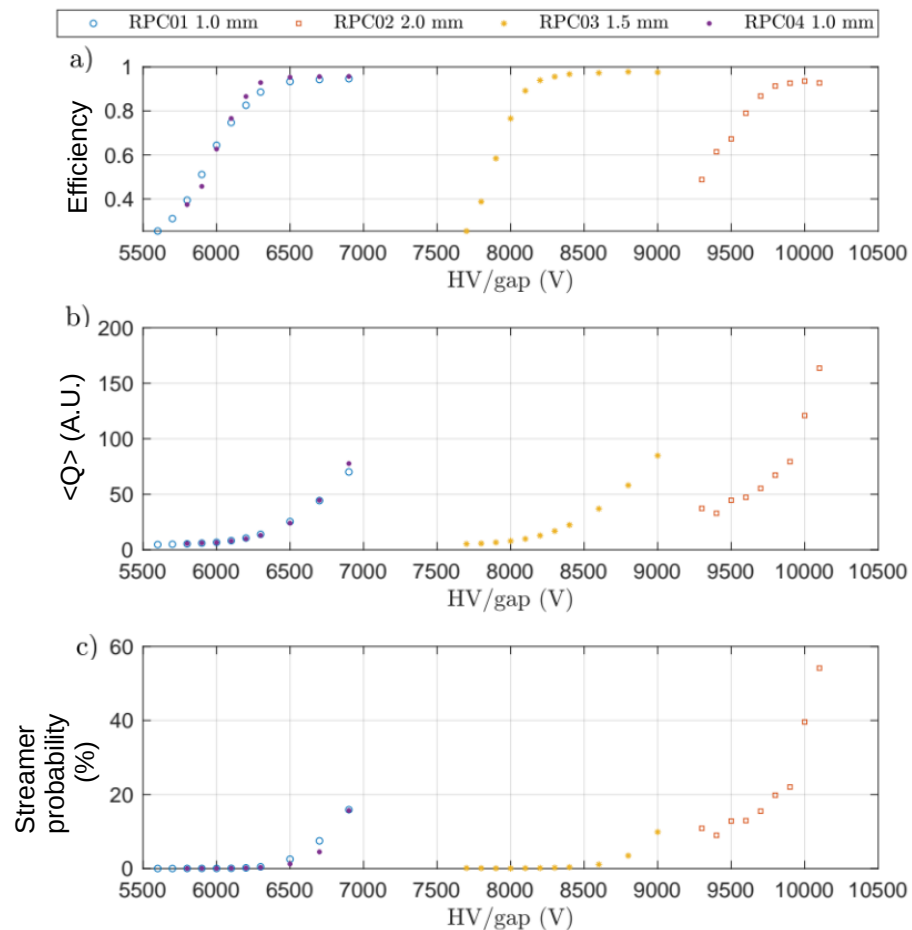 RPC01 1.0 mm RPC02 2.0 mm RPC03 1.5 mm RPC04 1.0 mm
a)
1
0.8
0.6
0.4
Efficiency
5500 6000 6500 7000 7500 8000 8500 9000 9500 10000 10500
HV/gap (V)
b)
200
150
100
50
0
<Q> (A.U.)
5500 6000 6500 7000 7500 8000 8500 9000 9500 10000 10500
HV/gap (V)
c)
60
40
20
0
Streamer
probability
(%)
5500 6000 6500 7000 7500 8000 8500 9000 9500 10000 10500
HV/gap (V)